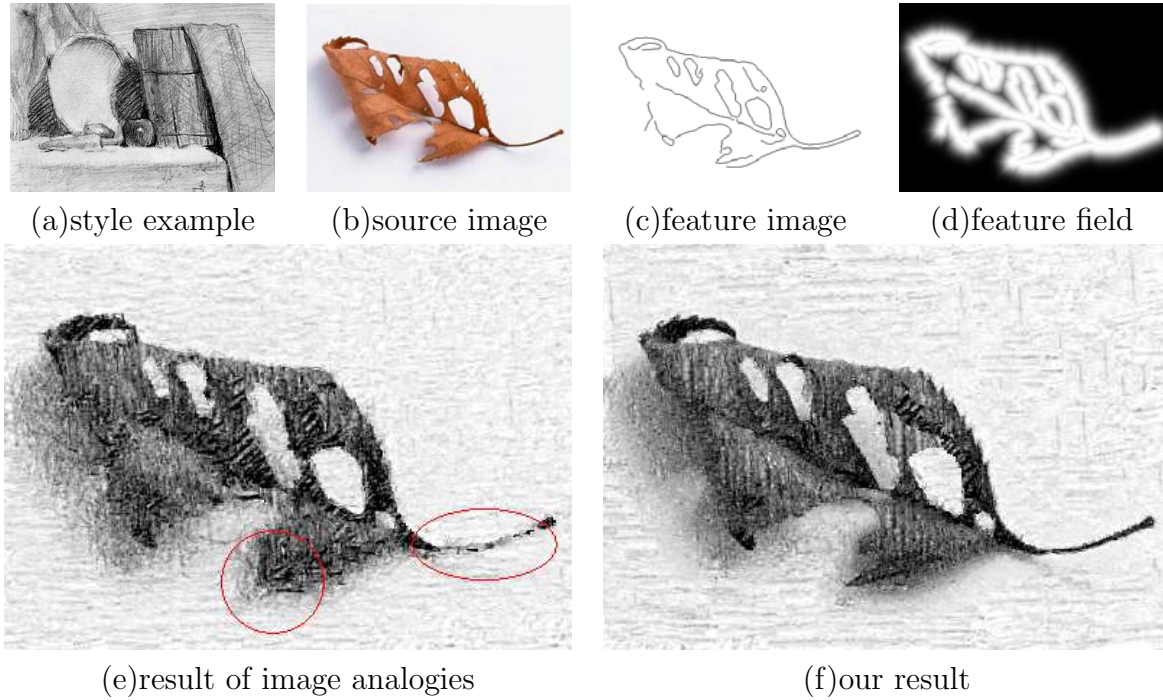 (a)style example
(b)source image
(c)feature image
(d)feature field
(e)result of image analogies
(f)our result